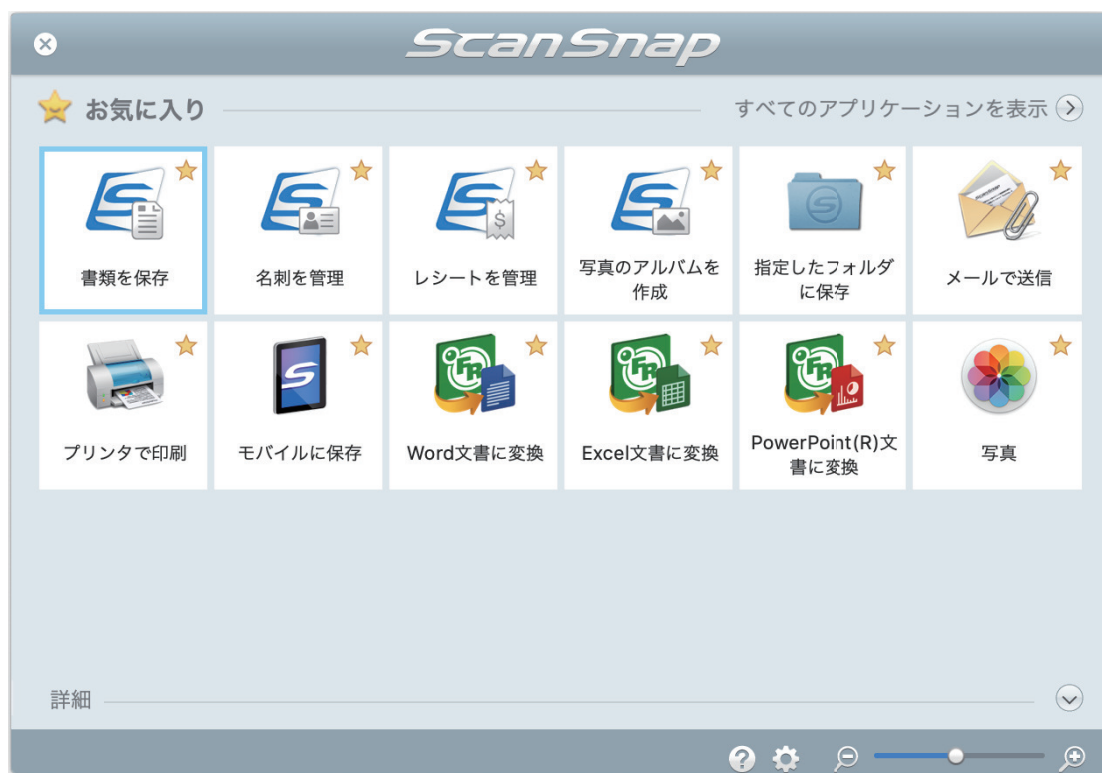 ScanSnap
お気に入り
すべてのアプリケーションを表示
書類を保存
名刺を管理
レシートを管理
写真のアルバムを
作成
指定したフォルダ
に保存
メールで送信
プリンタで印刷
モバイルに保存
Word文書に変換
Excel文書に変換
PowerPoint(R)文
書に変換
写真
詳細